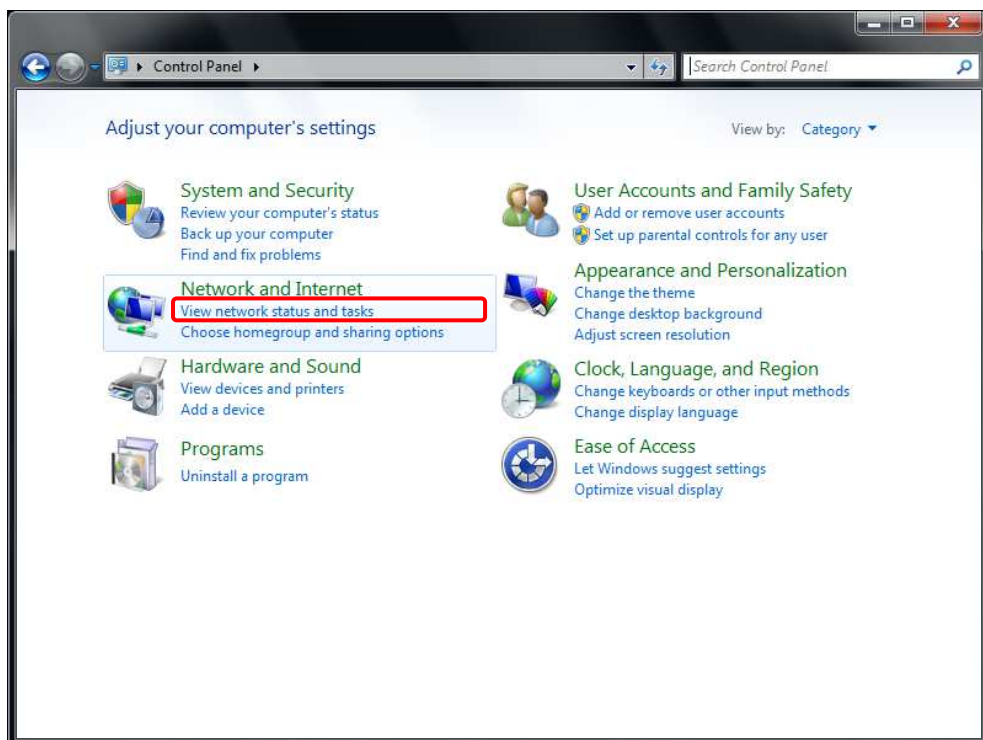 Control Panel
Search Control Panel
Adjust your computer's settings
View by: Category
System and Security
Review your computer's status
Back up your computer
Find and fix problems
Network and Internet
View network status and tasks
Choose homegroup and sharing options
Hardware and Sound
View devices and printers
Add a device
Programs
Uninstall a program
User Accounts and Family Safety
Add or remove user accounts
Set up parental controls for any user
Appearance and Personalization
Change the theme
Change desktop background
Adjust screen resolution
Clock, Language, and Region
Change keyboards or other input methods
Change display language
Ease of Access
Let Windows suggest settings
Optimize visual display